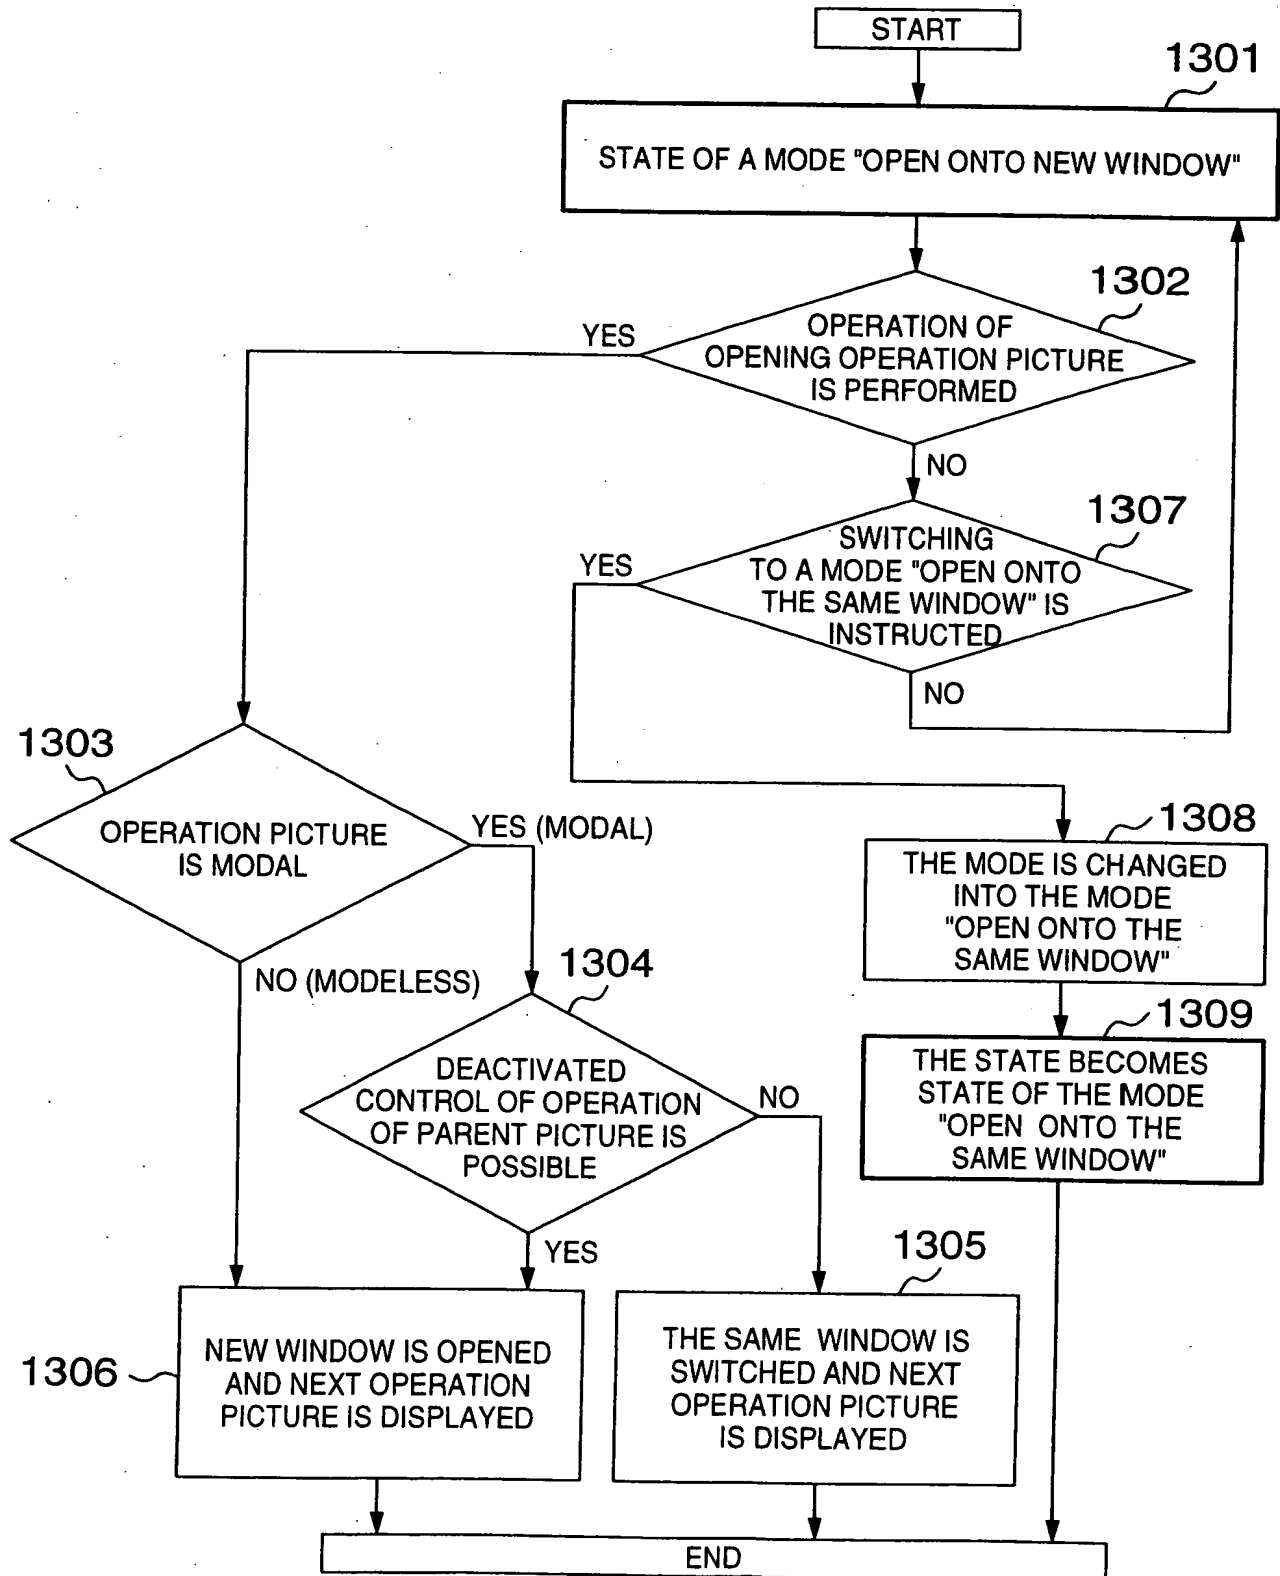 START
1301
STATE OF A MODE "OPEN ONTO NEW WINDOW"
1302
YES
OPERATION OF
OPENING OPERATION PICTURE
IS PERFORMED
NO
1307
YES
SWITCHING
TO A MODE "OPEN ONTO
THE SAME WINDOW" IS
INSTRUCTED
NO
1303
OPERATION PICTURE
IS MODAL
YES (MODAL)
NO (MODELESS)
1308
THE MODE IS CHANGED
INTO THE MODE
"OPEN ONTO THE
SAME WINDOW"
1304
DEACTIVATED
CONTROL OF OPERATION
OF PARENT PICTURE IS
POSSIBLE
NO
YES
1309
THE STATE BECOMES
STATE OF THE MODE
"OPEN ONTO THE
SAME WINDOW"
1305
THE SAME WINDOW IS
SWITCHED AND NEXT
OPERATION PICTURE
IS DISPLAYED
1306
NEW WINDOW IS OPENED
AND NEXT OPERATION
PICTURE IS DISPLAYED
END